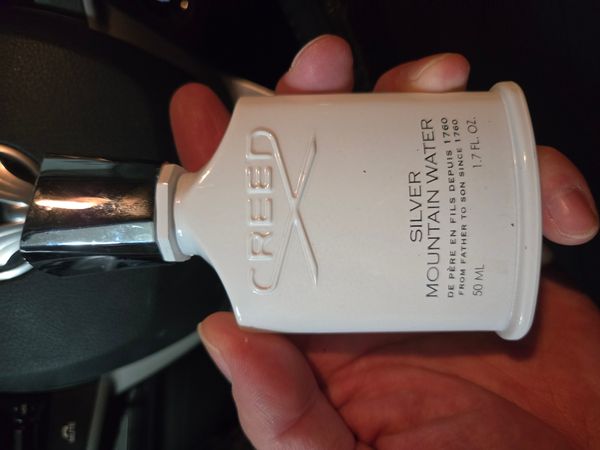 CREED
SILVER
MOUNTAIN WATER
DE PÈRE EN FILS DEPUIS 1760
FROM FATHER TO SON SINCE 1760
50 ML 1.7 FL. OZ.